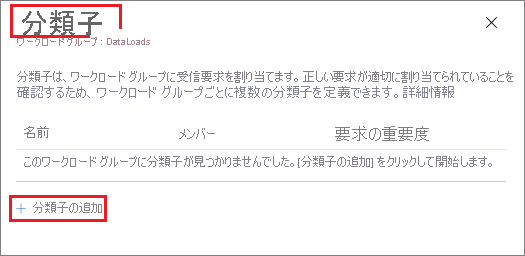 分類子
ワークロードグループ : DataLoads
分類子は、ワークロード グループに受信要求を割り当てます。正しい要求が適切に割り当てられていることを
確認するため、ワークロード グループごとに複数の分類子を定義できます。詳細情報
名前 メンバー 要求の重要度
このワークロード グループに分類子が見つかりませんでした。[分類子の追加] をクリックして開始します。
+ 分類子の追加